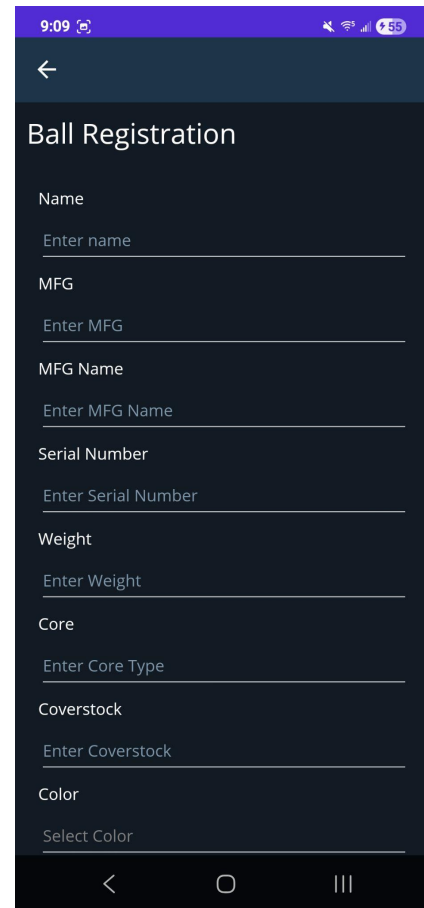 9:09
55
Ball Registration
Name
Enter name
MFG
Enter MFG
MFG Name
Enter MFG Name
Serial Number
Enter Serial Number
Weight
Enter Weight
Core
Enter Core Type
Coverstock
Enter Coverstock
Color
Select Color